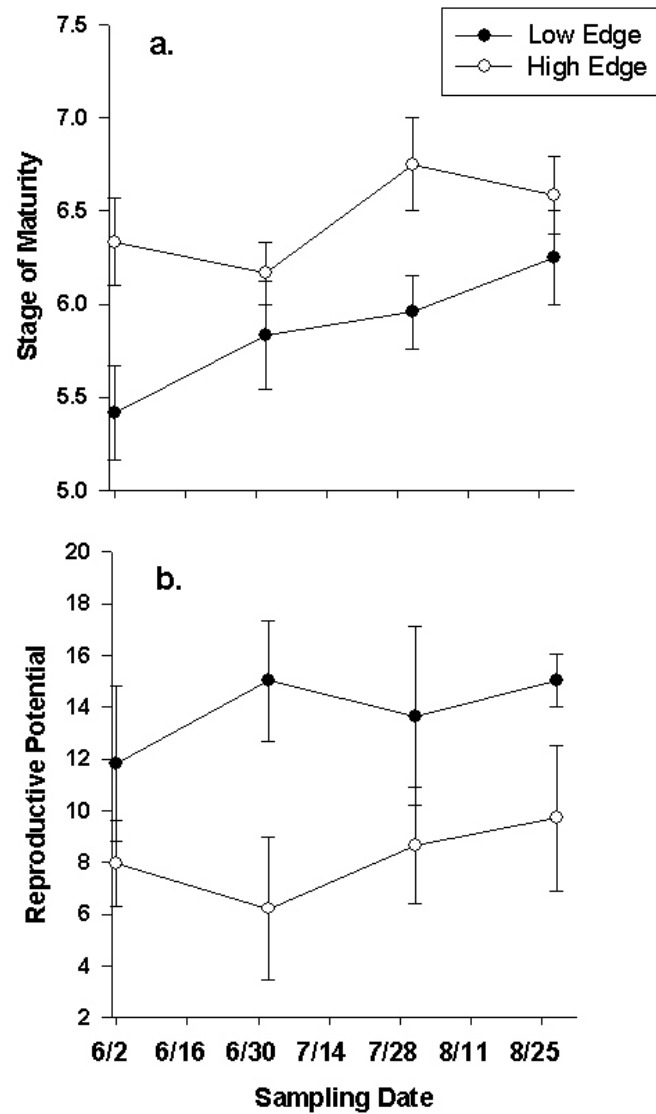 a.
Low Edge
High Edge
7.5
7.0
6.5
6.0
5.5
5.0
Stage of Maturity
b.
20
18
16
14
12
10
8
6
4
2
Reproductive Potential
6/2 6/16 6/30 7/14 7/28 8/11 8/25
Sampling Date